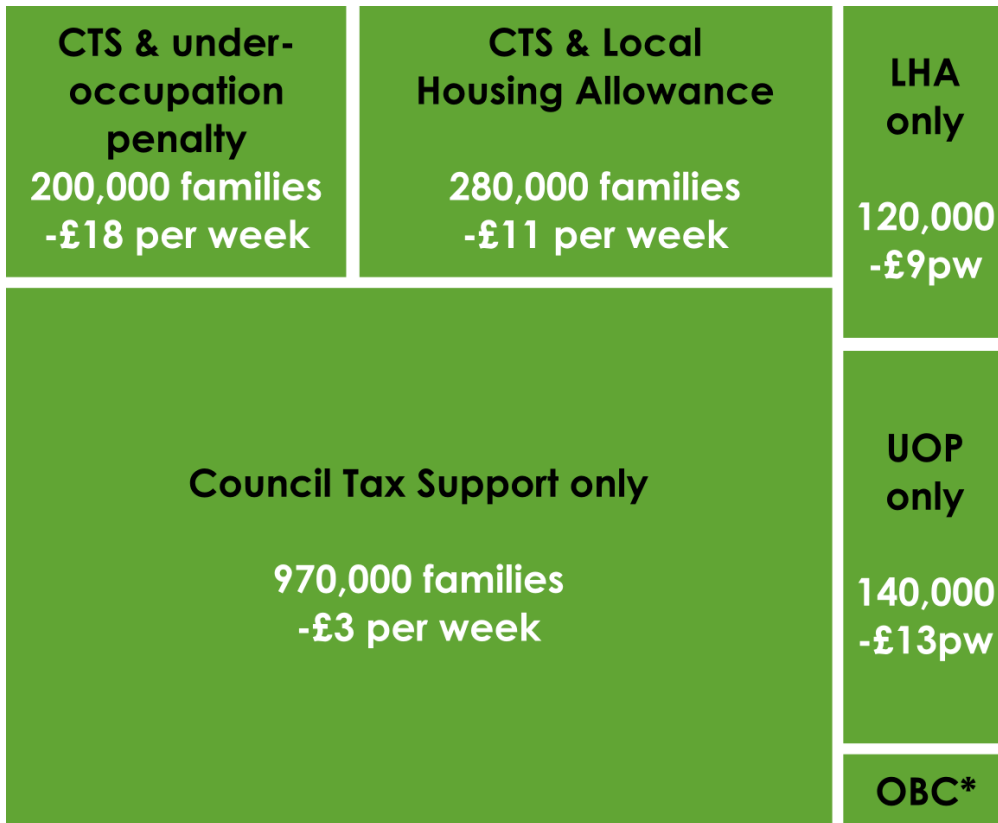 CTS & under-
occupation
penalty
200,000 families
-£18 per week
CTS & Local
Housing Allowance
280,000 families
-£11 per week
LHA
only
120,000
-£9pw
Council Tax Support only
970,000 families
-£3 per week
UOP
only
140,000
-£13pw
OBC*